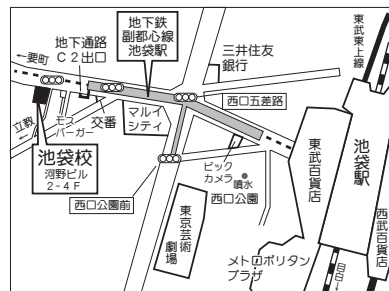 ←要町
地下通路
C2出口
地下鉄
副都心線
池袋駅
三井住友
銀行
東武東上線
西口五差路
モス
バーガー
交番
マルイ
シティ
立教
池袋校
河野ビル
2-4F
西口公園前
ビック
カメラ
噴水
西口公園
東武百貨店
池袋駅
西武百貨店
東京芸術
劇場
メトロポリタン
プラザ
目白